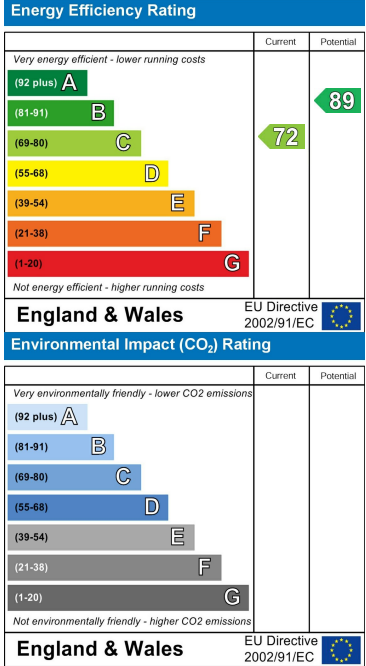 Energy Efficiency Rating
Current Potential
Very energy efficient - lower running costs
(92 plus) A
(81-91) B
89
(69-80) C
72
(55-68) D
(39-54) E
(21-38) F
(1-20) G
Not energy efficient - higher running costs
England & Wales
EU Directive
2002/91/EC
Environmental Impact (CO₂) Rating
Current Potential
Very environmentally friendly - lower CO2 emissions
(92 plus) A
(81-91) B
(69-80) C
(55-68) D
(39-54) E
(21-38) F
(1-20) G
Not environmentally friendly - higher CO2 emissions
England & Wales
EU Directive
2002/91/EC